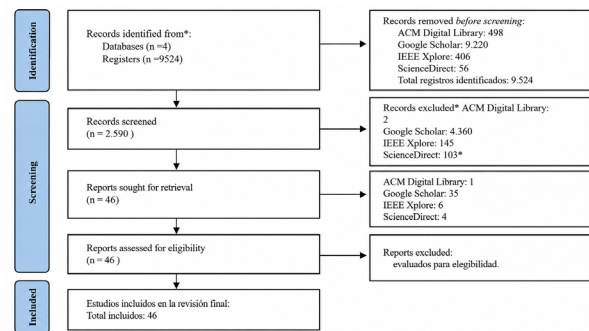 Identification
Records identified from*:
Databases (n =4)
Registers (n =9524)
Records removed before screening:
ACM Digital Library: 498
Google Scholar: 9.220
IEEE Xplore: 406
ScienceDirect: 56
Total registros identificados: 9.524
Screening
Records screened
(n = 2.590 )
Records excluded* ACM Digital Library:
2
Google Scholar: 4.360
IEEE Xplore: 145
ScienceDirect: 103*
Reports sought for retrieval
(n = 46)
ACM Digital Library: 1
Google Scholar: 35
IEEE Xplore: 6
ScienceDirect: 4
Reports assessed for eligibility
(n = 46 )
Reports excluded:
evaluados para elegibilidad.
Included
Estudios incluidos en la revisión final:
Total incluidos: 46